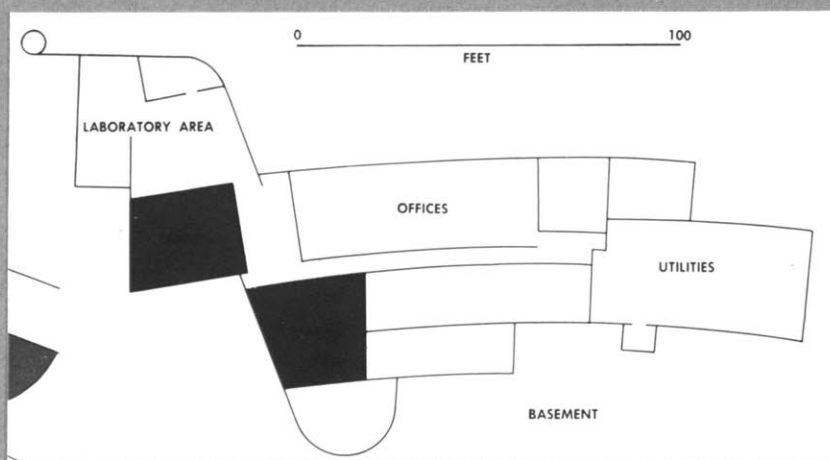 0 100
FEET
LABORATORY AREA
OFFICES
UTILITIES
BASEMENT